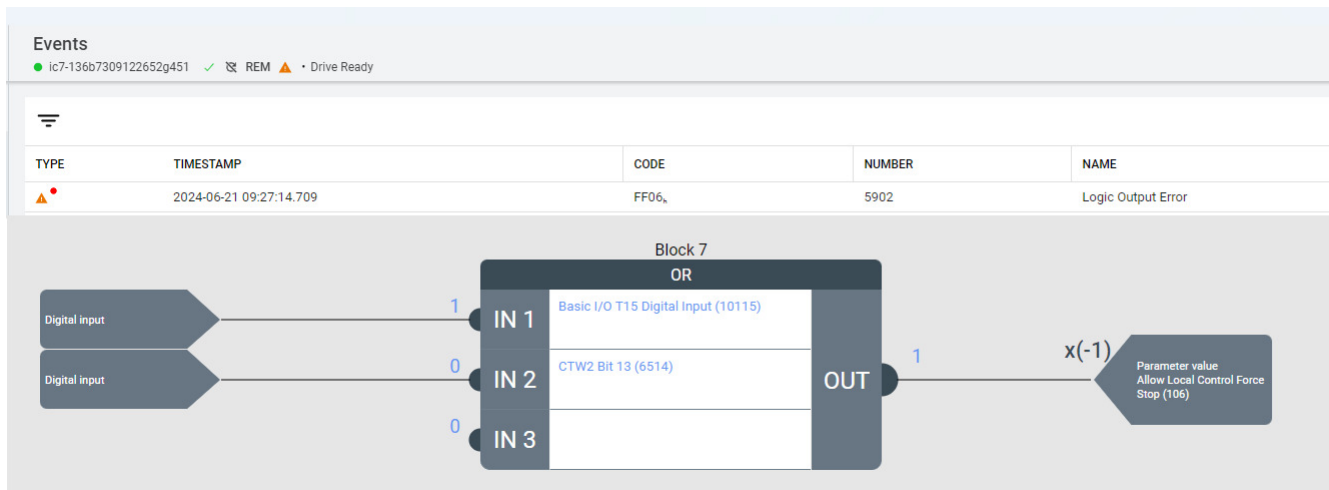 Events
ic7-136b7309122652g451 REM • Drive Ready
TYPE TIMESTAMP CODE NUMBER NAME
2024-06-21 09:27:14.709 FF06ₕ 5902 Logic Output Error
Block 7
OR
Digital input 1 IN 1 Basic I/O T15 Digital Input (10115)
Digital input 0 IN 2 CTW2 Bit 13 (6514)
0 IN 3
OUT 1
x(-1)
Parameter value
Allow Local Control Force
Stop (106)